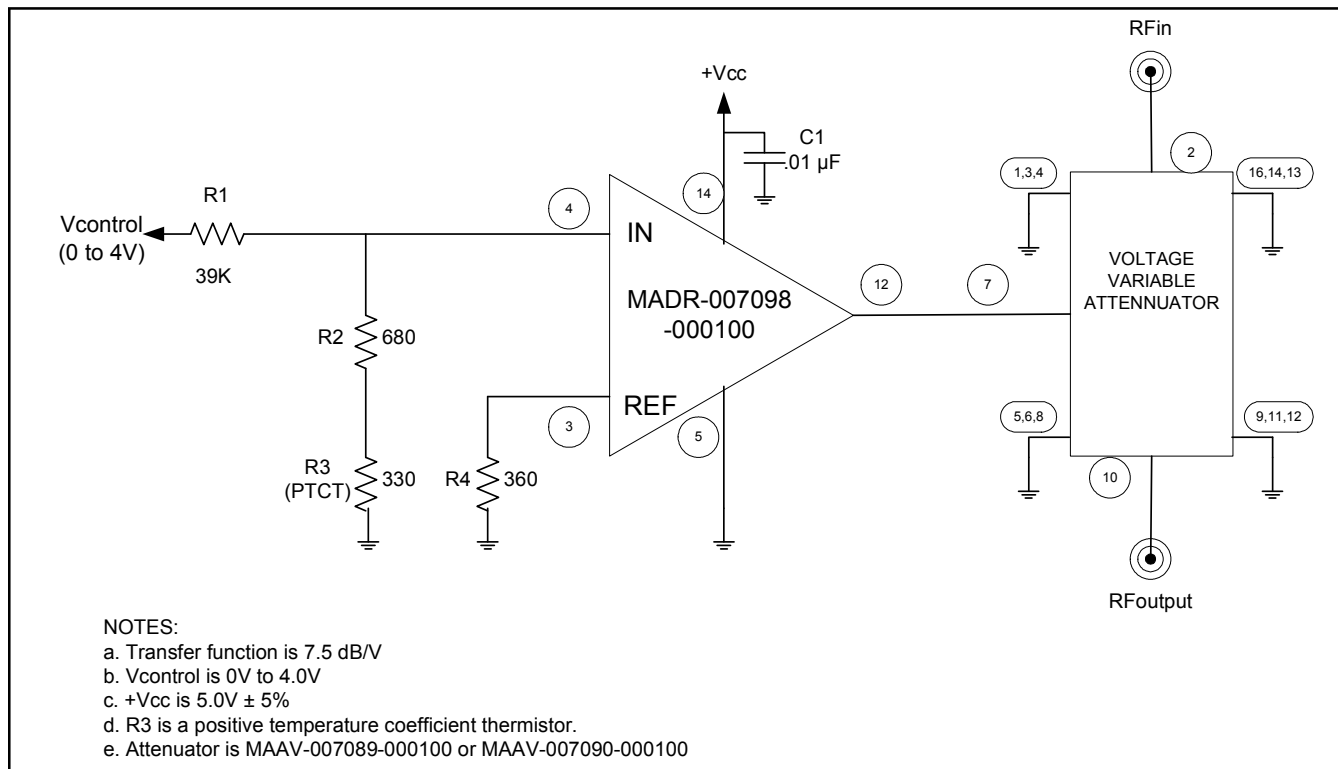 RFin
+Vcc
C1
.01 µF
2
1,3,4
16,14,13
14
R1
4
Vcontrol
(0 to 4V)
39K
IN
VOLTAGE
VARIABLE
ATTENNUATOR
12
7
MADR-007098
-000100
R2
680
REF
3
5
5,6,8
9,11,12
R3
(PTCT)
330
R4
360
10
RFoutput
NOTES:
a. Transfer function is 7.5 dB/V
b. Vcontrol is 0V to 4.0V
c. +Vcc is 5.0V ± 5%
d. R3 is a positive temperature coefficient thermistor.
e. Attenuator is MAAV-007089-000100 or MAAV-007090-000100